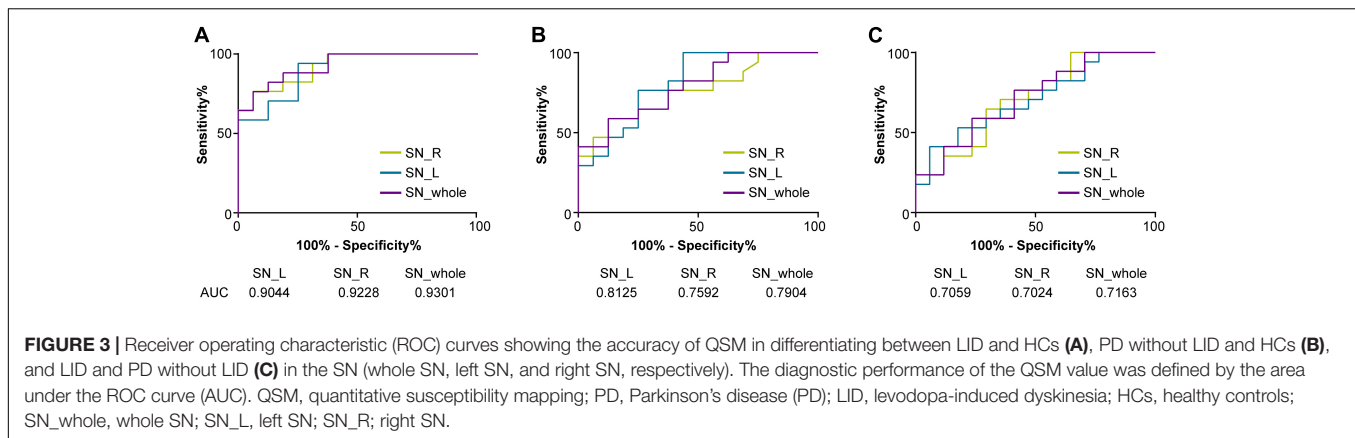 A
B
C
100
100
100
Sensitivity%
Sensitivity%
Sensitivity%
50
50
50
SN_R
SN_R
SN_R
SN_L
SN_L
SN_L
SN_whole
SN_whole
SN_whole
0
0
0
50
100
50
100
50
100
100% - Specificity%
100% - Specificity%
100% - Specificity%
SN_L SN_R SN_whole
SN_L SN_R SN_whole
SN_L SN_R SN_whole
AUC 0.9044 0.9228 0.9301
0.8125 0.7592 0.7904
0.7059 0.7024 0.7163
FIGURE 3 | Receiver operating characteristic (ROC) curves showing the accuracy of QSM in differentiating between LID and HCs (A), PD without LID and HCs (B),
and LID and PD without LID (C) in the SN (whole SN, left SN, and right SN, respectively). The diagnostic performance of the QSM value was defined by the area
under the ROC curve (AUC). QSM, quantitative susceptibility mapping; PD, Parkinson's disease (PD); LID, levodopa-induced dyskinesia; HCs, healthy controls;
SN_whole, whole SN; SN_L, left SN; SN_R; right SN.